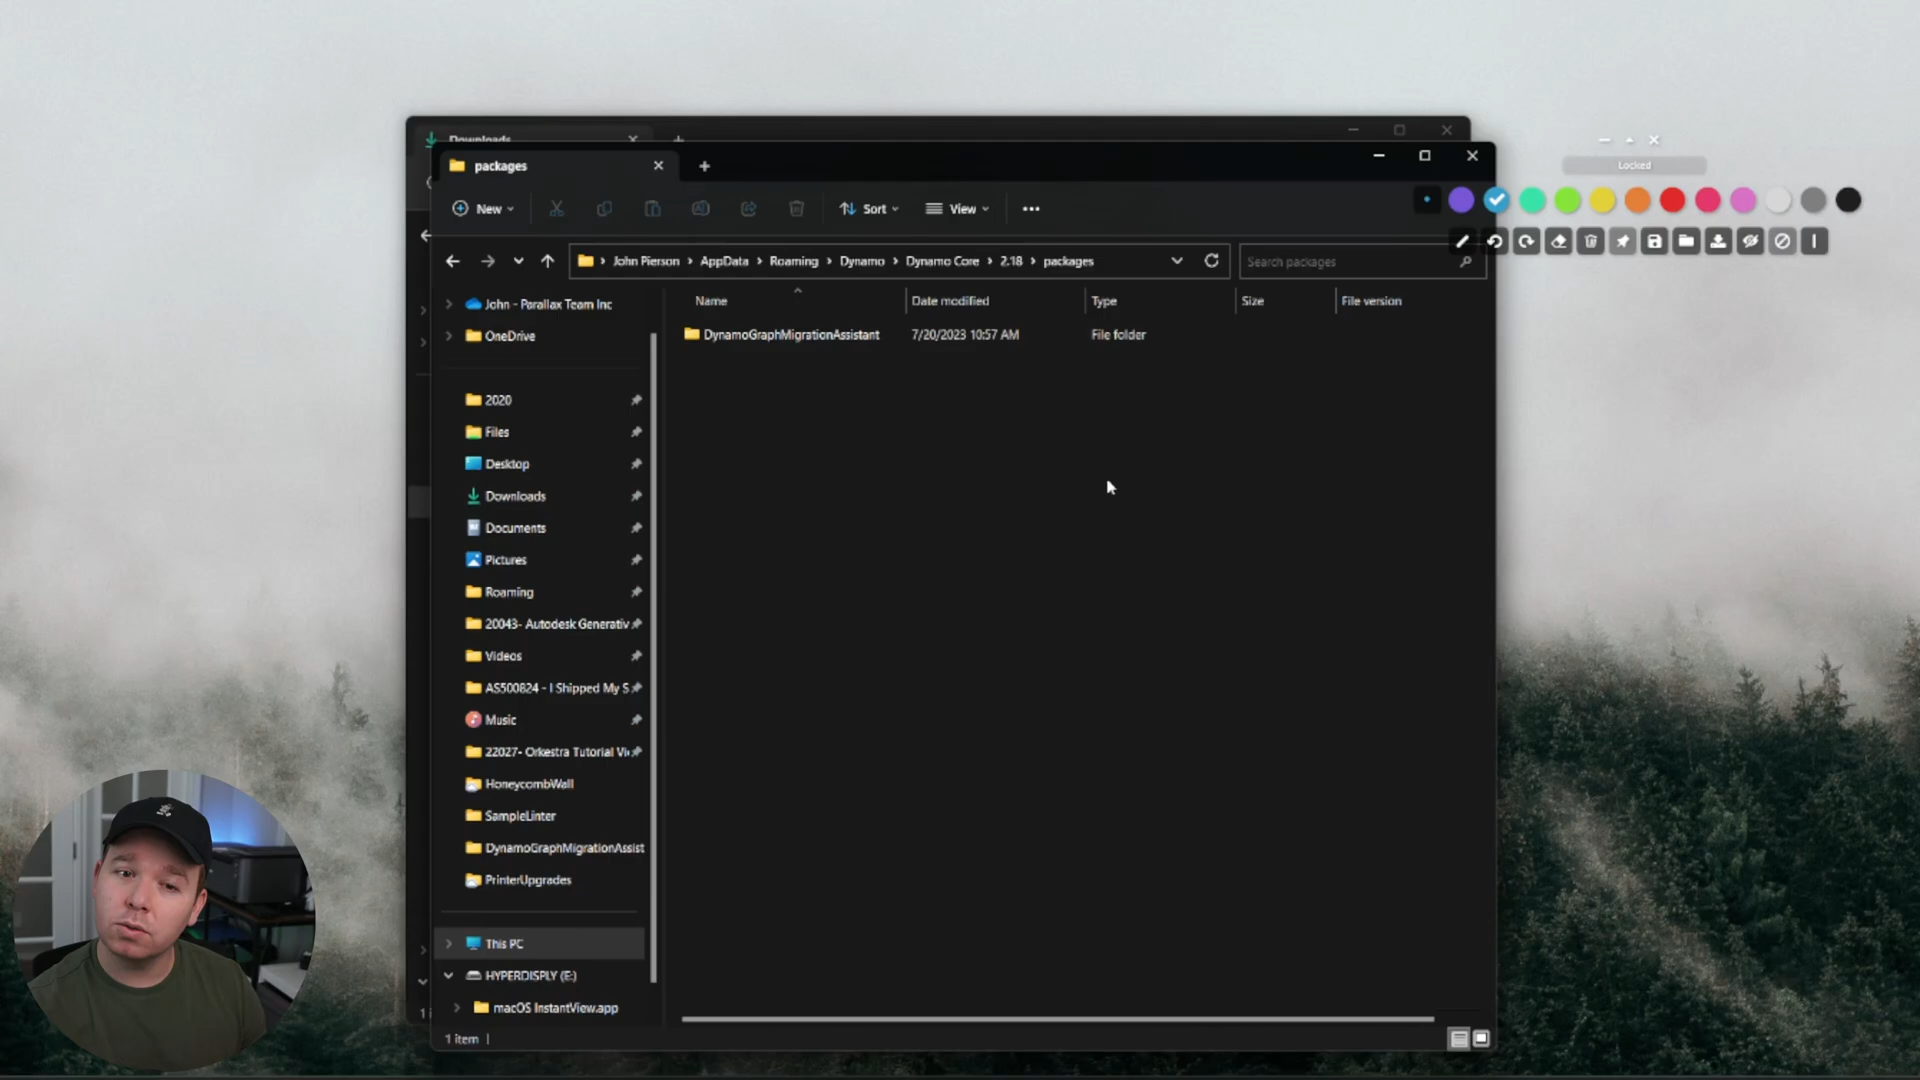 Downloads
packages
Locked
New
Sort
View
John Pierson
AppData
Roaming
Dynamo
Dynamo Core
2.18
packages
Search packages
Name
Date modified
Type
Size
File version
DynamoGraphMigrationAssistant
7/20/2023 10:57 AM
File folder
John - Parallax Team Inc
OneDrive
2020
Files
Desktop
Downloads
Documents
Pictures
Roaming
20043- Autodesk Generativ
Videos
AS500824 - I Shipped My S
Music
22027- Orkestra Tutorial Vi
HoneycombWall
SampleLinter
DynamoGraphMigrationAssist
PrinterUpgrades
This PC
HYPERDISPLY (E:)
macOS InstantView.app
1 item